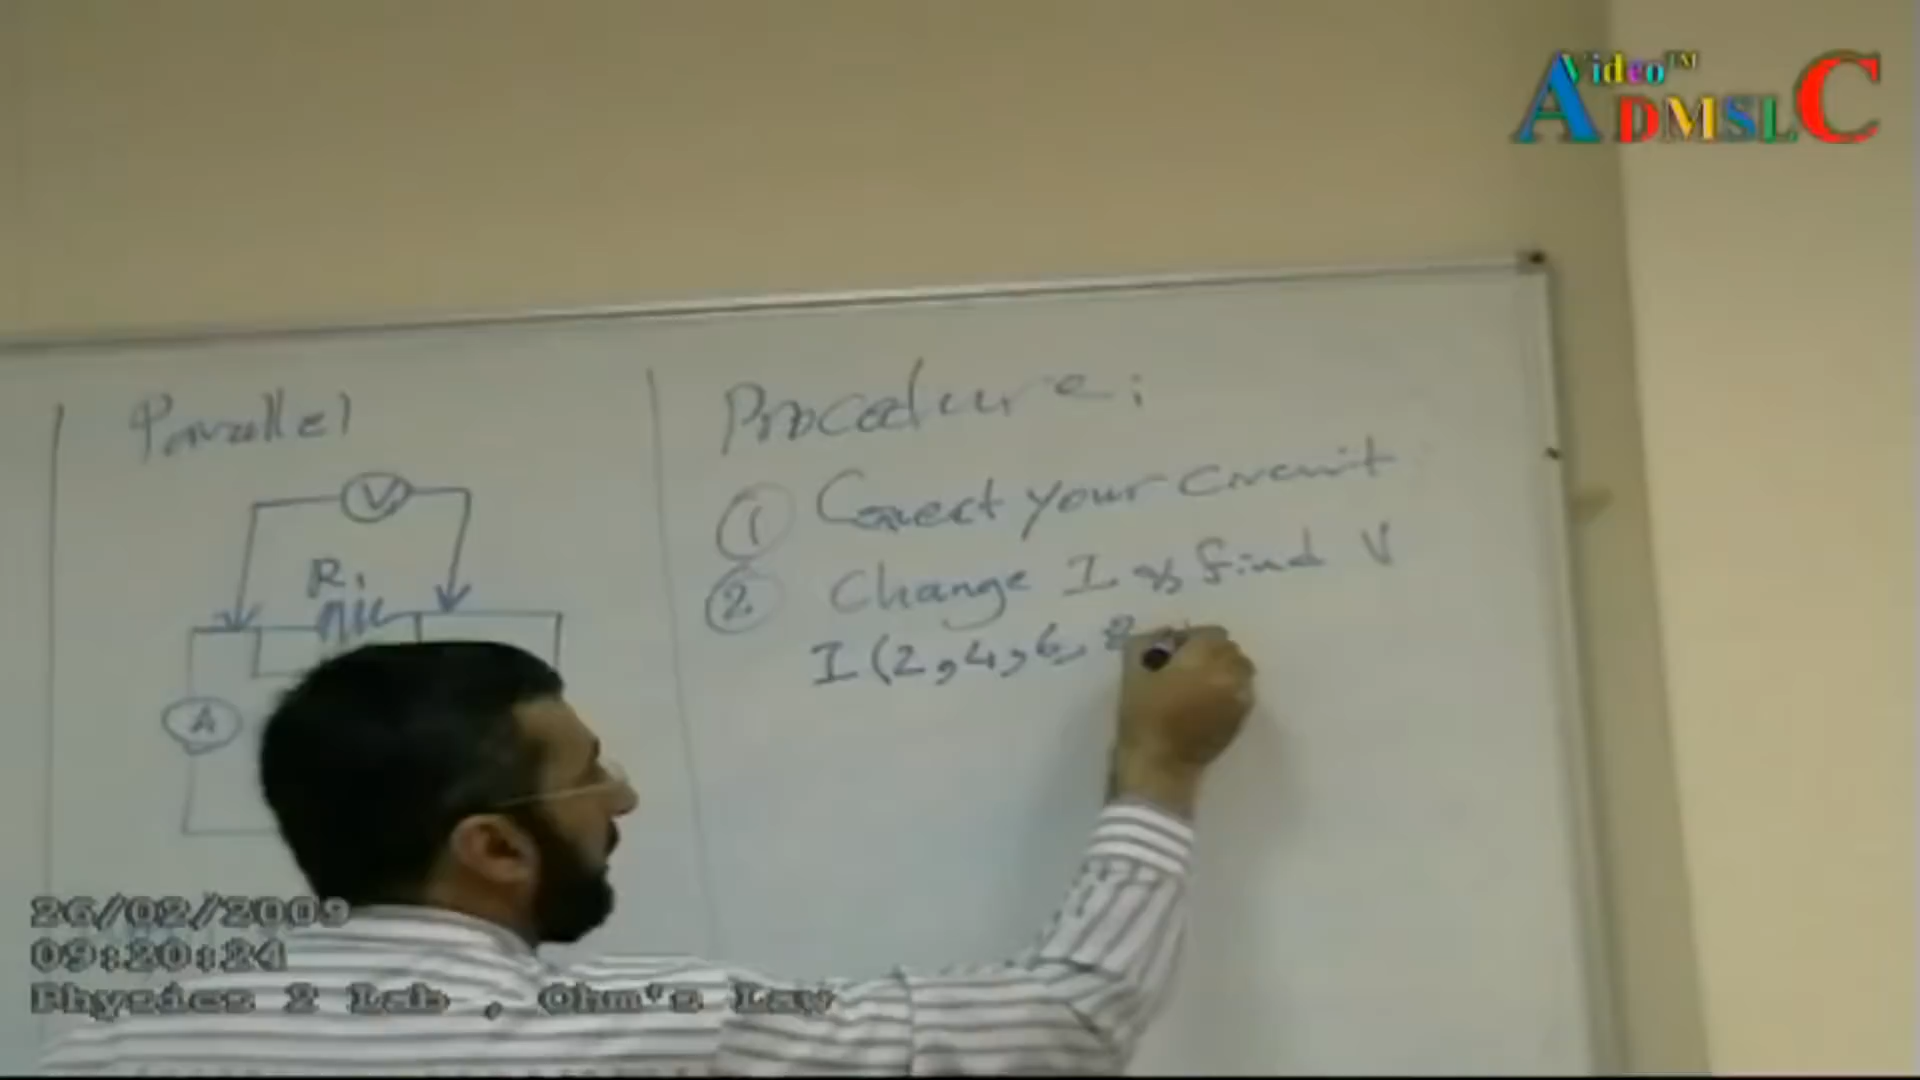 Video™
ADMSLC
Parallel
V
R1
A
Procedure:
① Connect your circuit
② Change I & find V
I (2, 4, 6, 8
26/02/2009
09:20:24
Physics 2 Lab , Ohm's Law